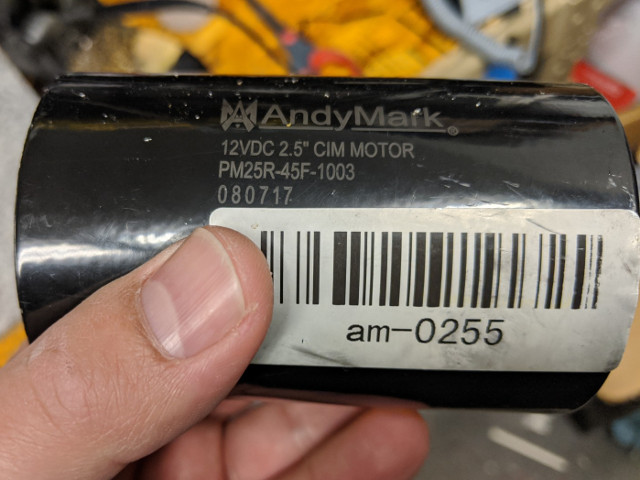 AndyMark®
12VDC 2.5" CIM MOTOR
PM25R-45F-1003
080717
am-0255